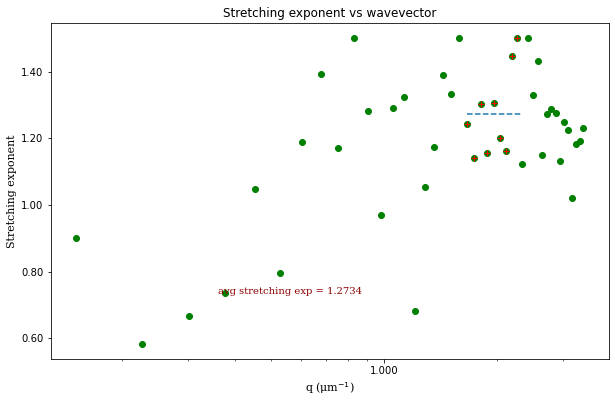 Stretching exponent vs wavevector
Stretching exponent
1.40
1.20
1.00
0.80
0.60
avg stretching exp = 1.2734
1.000
q (μm⁻¹)